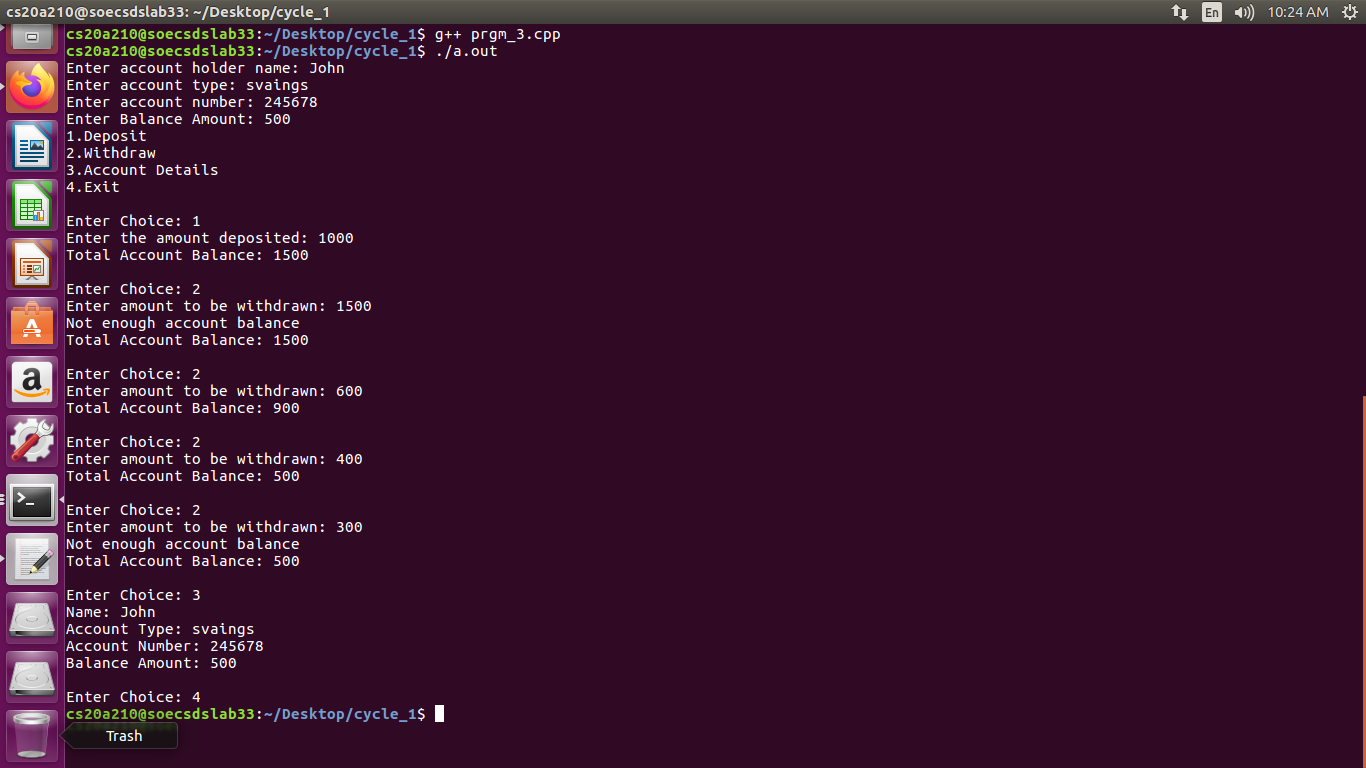 cs20a210@soecsdslab33: ~/Desktop/cycle_1
En
10:24 AM
cs20a210@soecsdslab33:~/Desktop/cycle_1$ g++ prgm_3.cpp
cs20a210@soecsdslab33:~/Desktop/cycle_1$ ./a.out
Enter account holder name: John
Enter account type: svaings
Enter account number: 245678
Enter Balance Amount: 500
1.Deposit
2.Withdraw
3.Account Details
4.Exit
Enter Choice: 1
Enter the amount deposited: 1000
Total Account Balance: 1500
Enter Choice: 2
Enter amount to be withdrawn: 1500
Not enough account balance
Total Account Balance: 1500
Enter Choice: 2
Enter amount to be withdrawn: 600
Total Account Balance: 900
Enter Choice: 2
Enter amount to be withdrawn: 400
Total Account Balance: 500
Enter Choice: 2
Enter amount to be withdrawn: 300
Not enough account balance
Total Account Balance: 500
Enter Choice: 3
Name: John
Account Type: svaings
Account Number: 245678
Balance Amount: 500
Enter Choice: 4
cs20a210@soecsdslab33:~/Desktop/cycle_1$
Trash